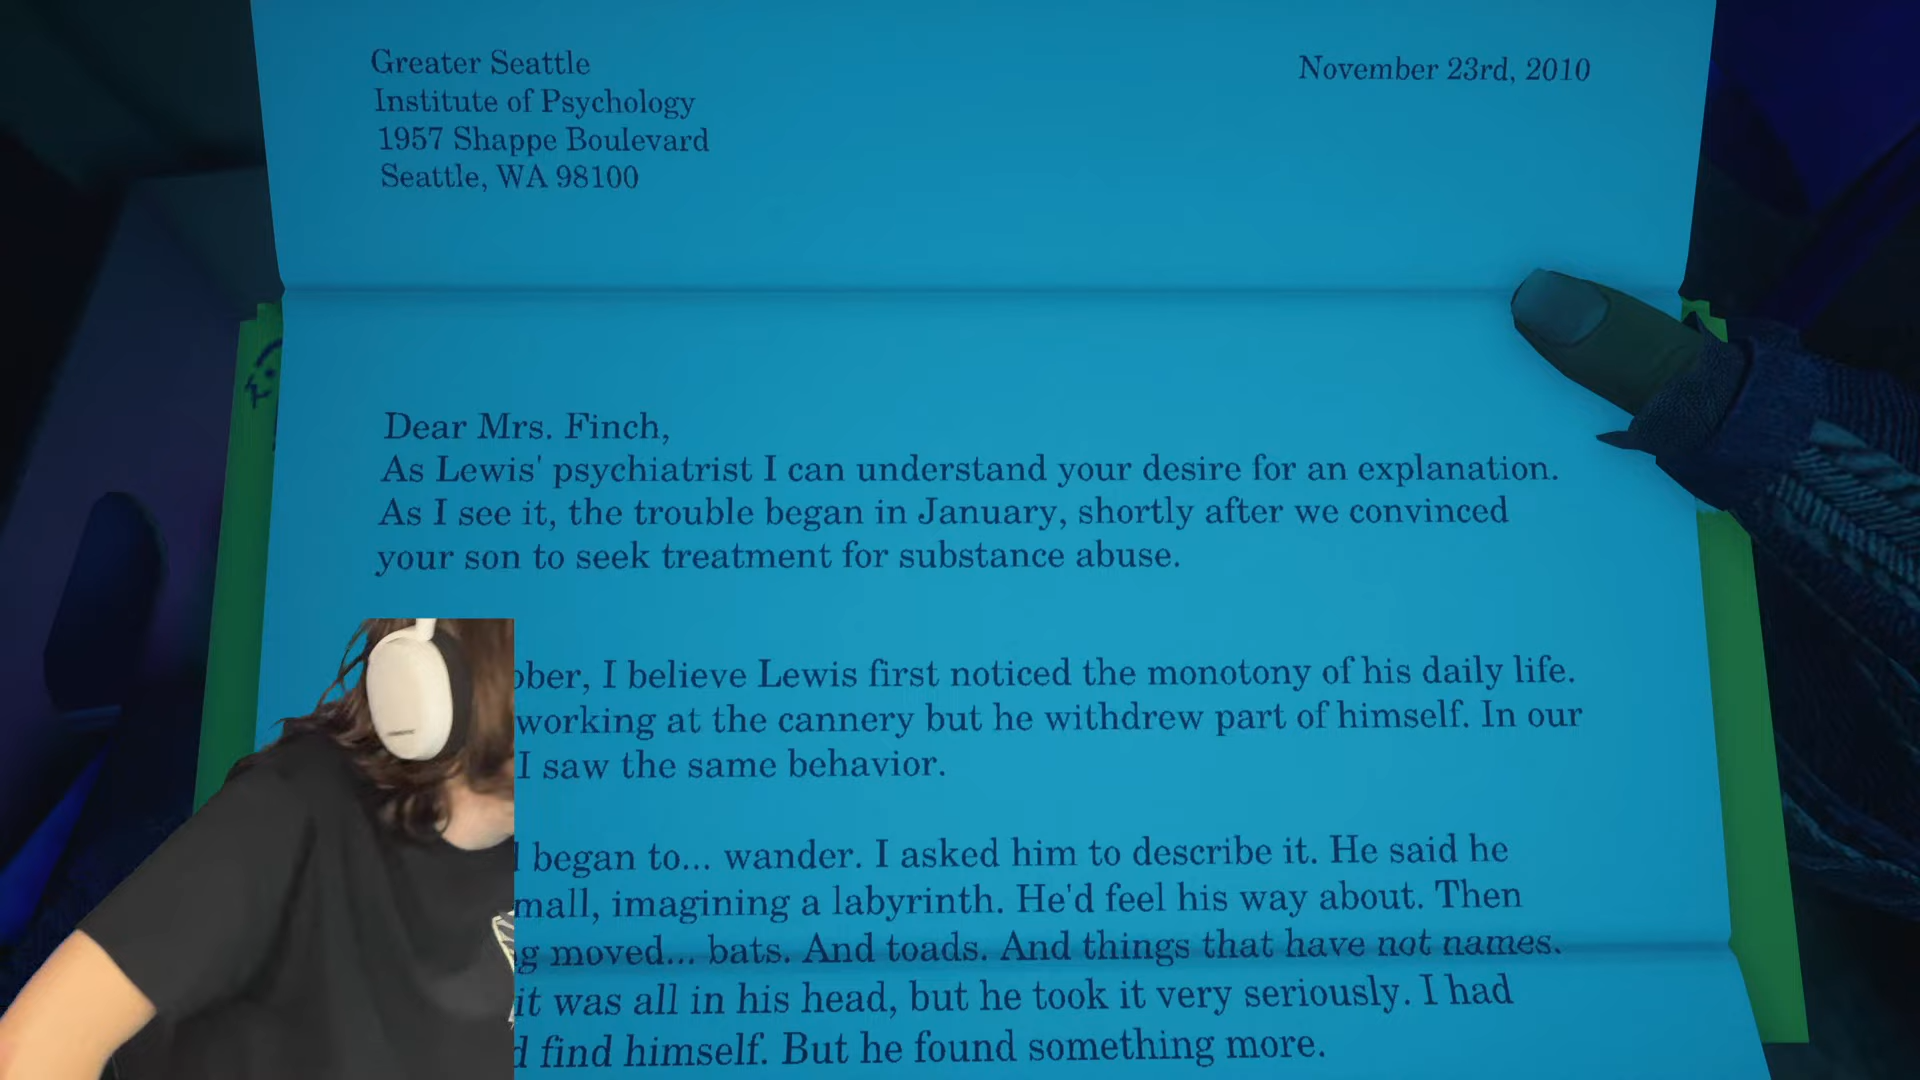 Greater Seattle
Institute of Psychology
1957 Shappe Boulevard
Seattle, WA 98100
November 23rd, 2010
Dear Mrs. Finch,
As Lewis' psychiatrist I can understand your desire for an explanation.
As I see it, the trouble began in January, shortly after we convinced
your son to seek treatment for substance abuse.
I believe Lewis first noticed the monotony of his daily life.
working at the cannery but he withdrew part of himself. In our
I saw the same behavior.
began to... wander. I asked him to describe it. He said he
imagining a labyrinth. He'd feel his way about. Then
moved... bats. And toads. And things that have not names.
it was all in his head, but he took it very seriously. I had
find himself. But he found something more.